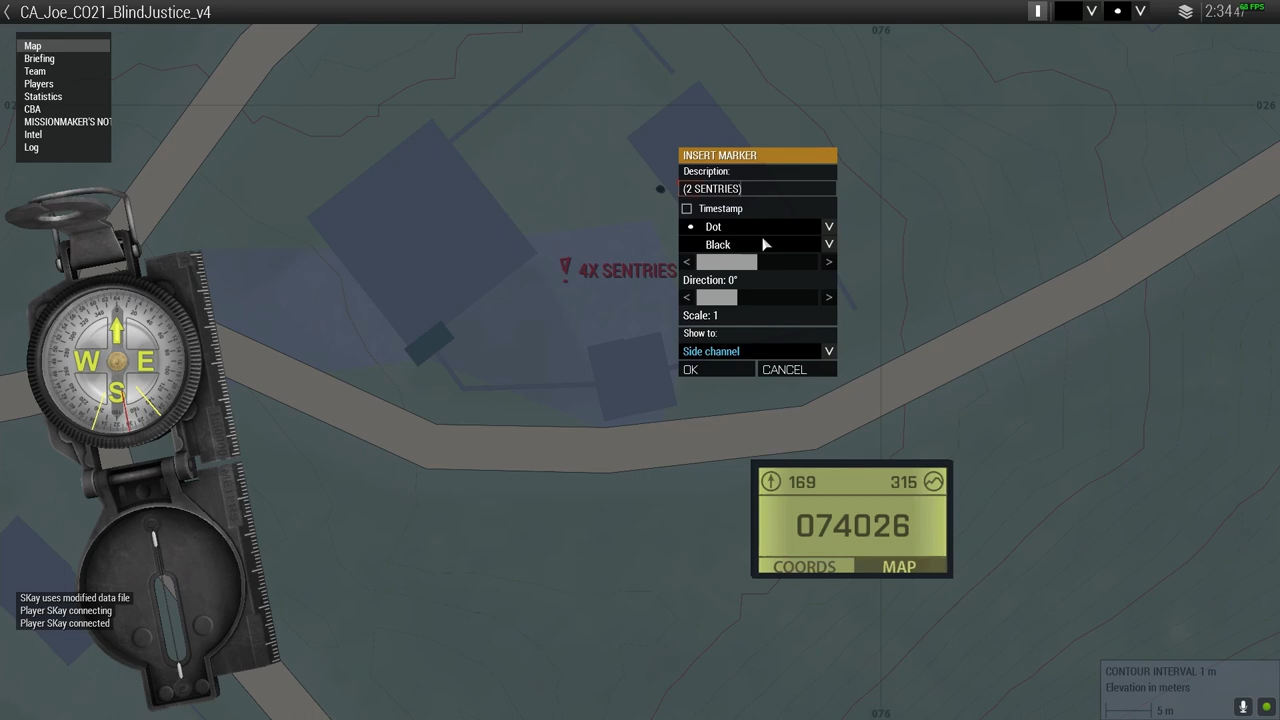 CA_Joe_CO21_BlindJustice_v4
2:34
68 FPS
Map
Briefing
Team
Players
Statistics
CBA
MISSIONMAKER'S NOT
Intel
Log
076
026
INSERT MARKER
Description:
(2 SENTRIES)
Timestamp
Dot
Black
Direction: 0°
Scale: 1
Show to:
Side channel
OK CANCEL
4X SENTRIES
W E
S
169 315
074026
COORDS MAP
SKay uses modified data file
Player SKay connecting
Player SKay connected
CONTOUR INTERVAL 1 m
Elevation in meters
5 m
076